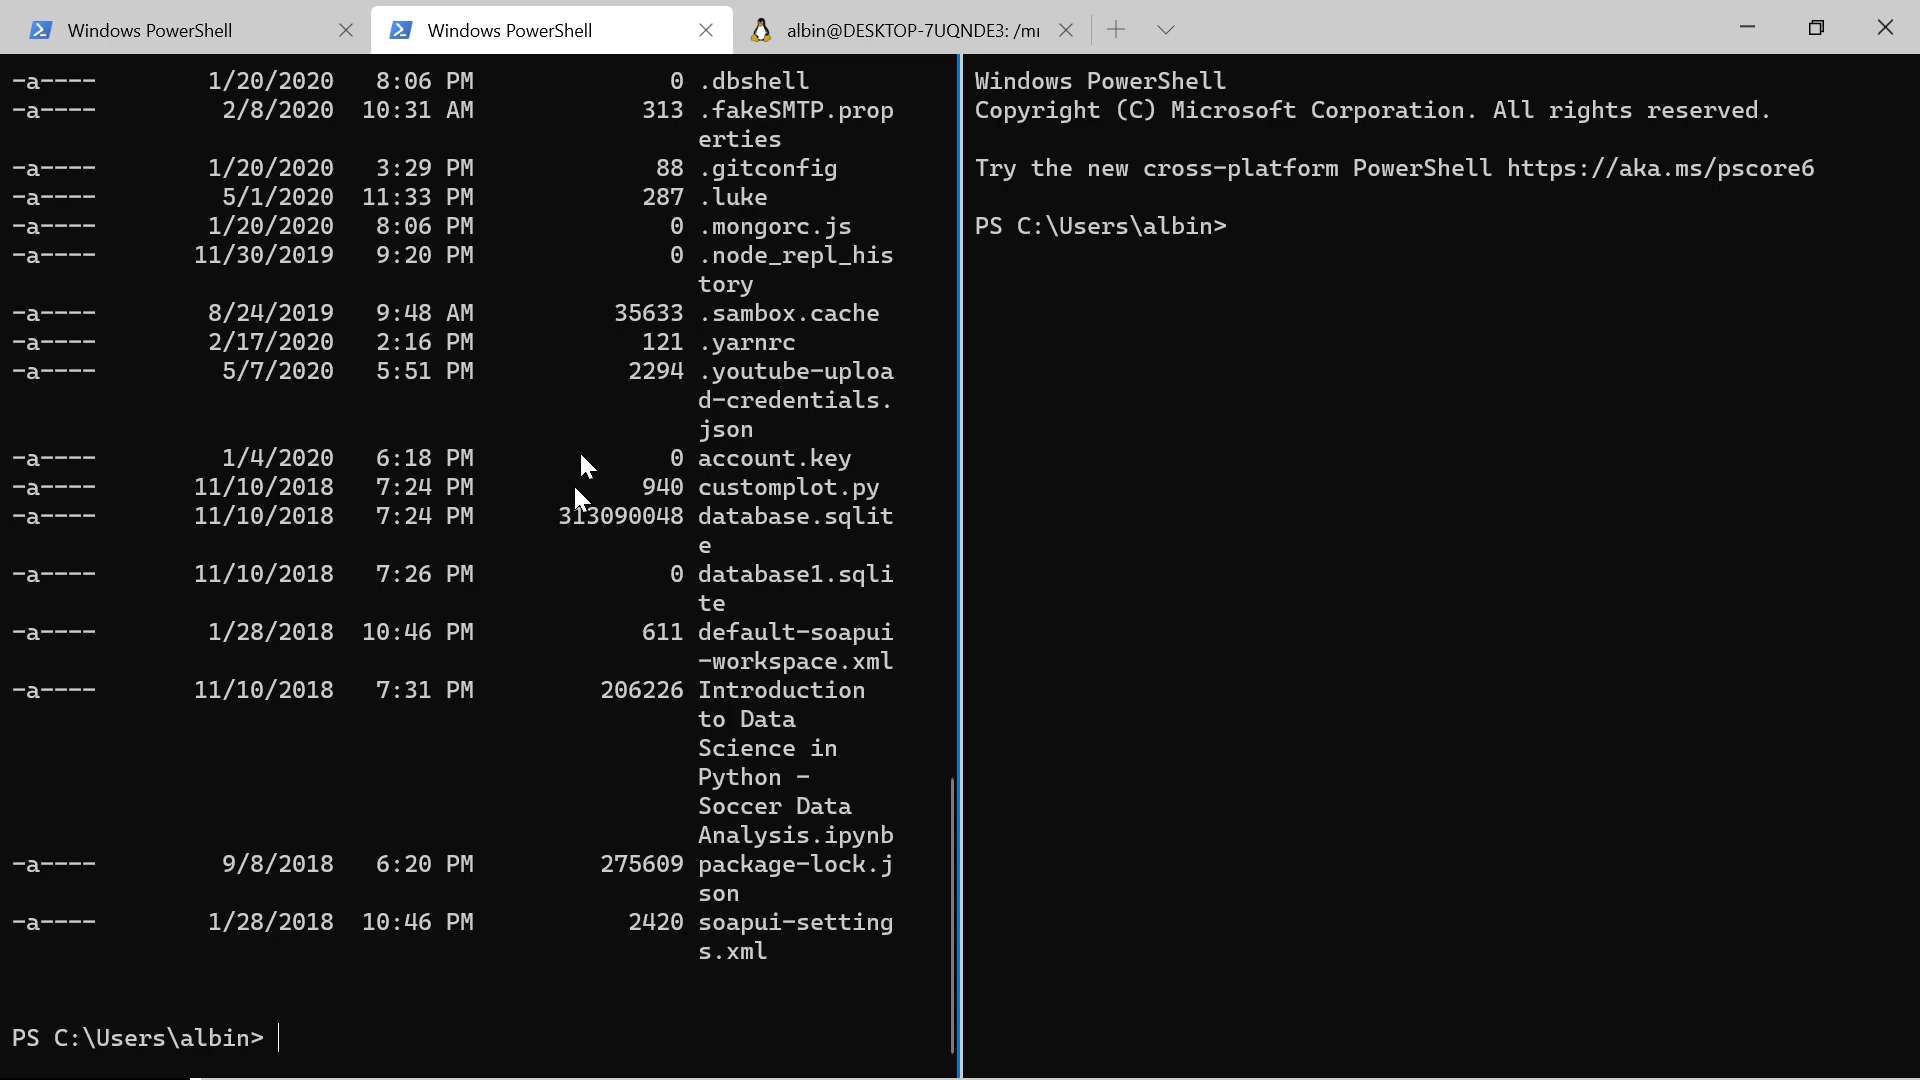 Windows PowerShell
Windows PowerShell
albin@DESKTOP-7UQNDE3: /mı
-a---- 1/20/2020 8:06 PM 0 .dbshell
-a---- 2/8/2020 10:31 AM 313 .fakeSMTP.prop
erties
-a---- 1/20/2020 3:29 PM 88 .gitconfig
-a---- 5/1/2020 11:33 PM 287 .luke
-a---- 1/20/2020 8:06 PM 0 .mongorc.js
-a---- 11/30/2019 9:20 PM 0 .node_repl_his
tory
-a---- 8/24/2019 9:48 AM 35633 .sambox.cache
-a---- 2/17/2020 2:16 PM 121 .yarnrc
-a---- 5/7/2020 5:51 PM 2294 .youtube-uploa
d-credentials.
json
-a---- 1/4/2020 6:18 PM 0 account.key
-a---- 11/10/2018 7:24 PM 940 customplot.py
-a---- 11/10/2018 7:24 PM 313090048 database.sqlit
e
-a---- 11/10/2018 7:26 PM 0 database1.sqli
te
-a---- 1/28/2018 10:46 PM 611 default-soapui
-workspace.xml
-a---- 11/10/2018 7:31 PM 206226 Introduction
to Data
Science in
Python -
Soccer Data
Analysis.ipynb
-a---- 9/8/2018 6:20 PM 275609 package-lock.j
son
-a---- 1/28/2018 10:46 PM 2420 soapui-setting
s.xml
PS C:\Users\albin>
Windows PowerShell
Copyright (C) Microsoft Corporation. All rights reserved.
Try the new cross-platform PowerShell https://aka.ms/pscore6
PS C:\Users\albin>